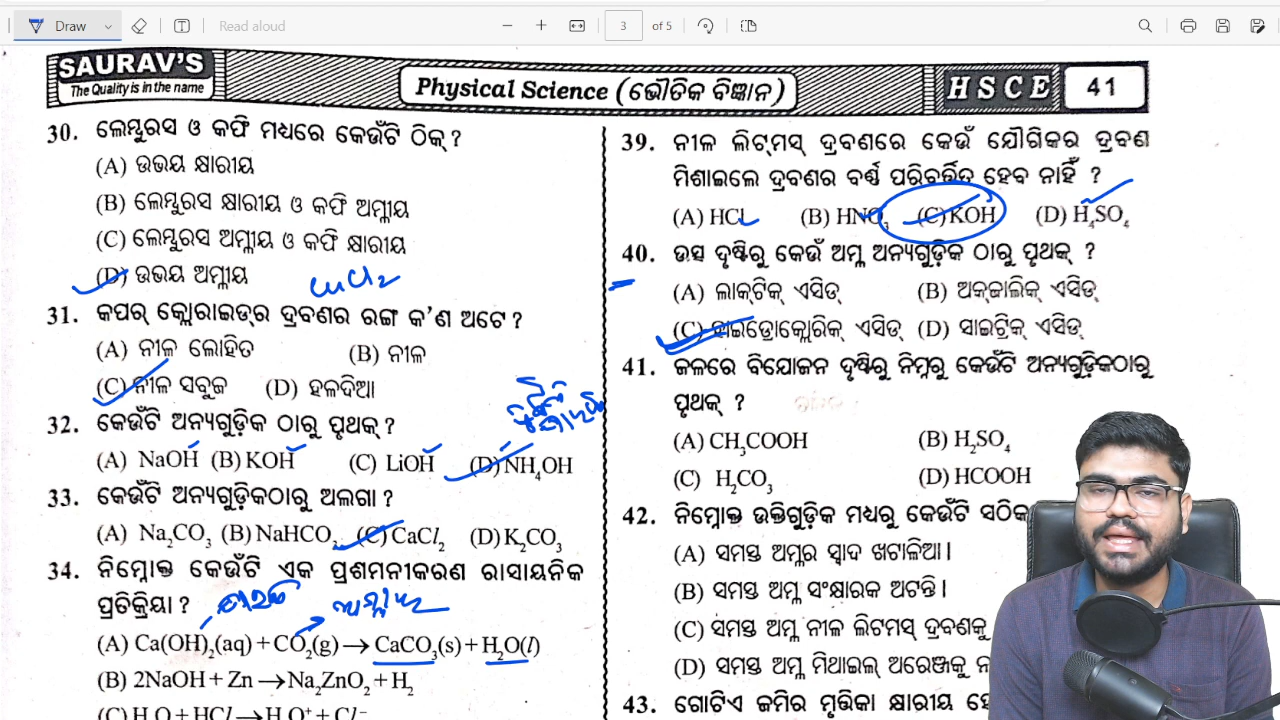 Draw
Read aloud
3
of 5
SAURAV'S
The Quality is in the name
Physical Science (ଭୌତିକ ବିଜ୍ଞାନ)
HSCE
41
30. ଲେମ୍ବୁରସ ଓ କଫି ମଧ୍ୟରେ କେଉଁଟି ଠିକ୍ ?
(A) ଉଭୟ କ୍ଷାରୀୟ
(B) ଲେମ୍ବୁରସ କ୍ଷାରୀୟ ଓ କଫି ଅମ୍ଳୀୟ
(C) ଲେମ୍ବୁରସ ଅମ୍ଳୀୟ ଓ କଫି କ୍ଷାରୀୟ
(D) ଉଭୟ ଅମ୍ଳୀୟ
CuCl2
31. କପର୍ କ୍ଲୋରାଇଡ୍‌ର ଦ୍ରବଣର ରଙ୍ଗ କ'ଣ ଅଟେ ?
(A) ନୀଳ ଲୋହିତ (B) ନୀଳ
(C) ନୀଳ ସବୁଜ (D) ହଳଦିଆ
32. କେଉଁଟି ଅନ୍ୟଗୁଡ଼ିକ ଠାରୁ ପୃଥକ୍ ?
(A) NaOH (B) KOH (C) LiOH (D) NH₄OH
33. କେଉଁଟି ଅନ୍ୟଗୁଡ଼ିକଠାରୁ ଅଲଗା ?
(A) Na₂CO₃ (B) NaHCO₃ (C) CaCl₂ (D) K₂CO₃
34. ନିମ୍ନୋକ୍ତ କେଉଁଟି ଏକ ପ୍ରଶମନୀକରଣ ରାସାୟନିକ
ପ୍ରତିକ୍ରିୟା ?
(A) Ca(OH)₂(aq) + CO₂(g) → CaCO₃(s) + H₂O(l)
(B) 2NaOH + Zn → Na₂ZnO₂ + H₂
(C) H₂O + HCl → H₃O⁺ + Cl⁻
39. ନୀଳ ଲିଟ୍‌ମସ୍ ଦ୍ରବଣରେ କେଉଁ ଯୌଗିକର ଦ୍ରବଣ
ମିଶାଇଲେ ଦ୍ରବଣର ବର୍ଣ୍ଣ ପରିବର୍ତ୍ତିତ ହେବ ନାହିଁ ?
(A) HCl (B) HNO₃ (C) KOH (D) H₄SO₄
40. ଉତ୍ସ ଦୃଷ୍ଟିରୁ କେଉଁ ଅମ୍ଳ ଅନ୍ୟଗୁଡ଼ିକ ଠାରୁ ପୃଥକ୍ ?
(A) ଲାକ୍‌ଟିକ୍ ଏସିଡ୍ (B) ଅକ୍‌ଜାଲିକ୍ ଏସିଡ୍
(C) ହାଇଡ୍ରୋକ୍ଲୋରିକ୍ ଏସିଡ୍ (D) ସାଇଟ୍ରିକ୍ ଏସିଡ୍
41. ଜଳରେ ବିଯୋଜନ ଦୃଷ୍ଟିରୁ ନିମ୍ନରୁ କେଉଁଟି ଅନ୍ୟଗୁଡ଼ିକଠାରୁ
ପୃଥକ୍ ?
(A) CH₃COOH (B) H₂SO₄
(C) H₂CO₃ (D) HCOOH
42. ନିମ୍ନୋକ୍ତ ଉକ୍ତିଗୁଡ଼ିକ ମଧ୍ୟରୁ କେଉଁଟି ସଠିକ
(A) ସମସ୍ତ ଅମ୍ଳର ସ୍ୱାଦ ଖଟାଳିଆ।
(B) ସମସ୍ତ ଅମ୍ଳ ସଂକ୍ଷାରକ ଅଟନ୍ତି।
(C) ସମସ୍ତ ଅମ୍ଳ ନୀଳ ଲିଟମସ୍ ଦ୍ରବଣକୁ
(D) ସମସ୍ତ ଅମ୍ଳ ମିଥାଇଲ୍ ଅରେଞ୍ଜକୁ
43. ଗୋଟିଏ ଜମିର ମୃତ୍ତିକା କ୍ଷାରୀୟ